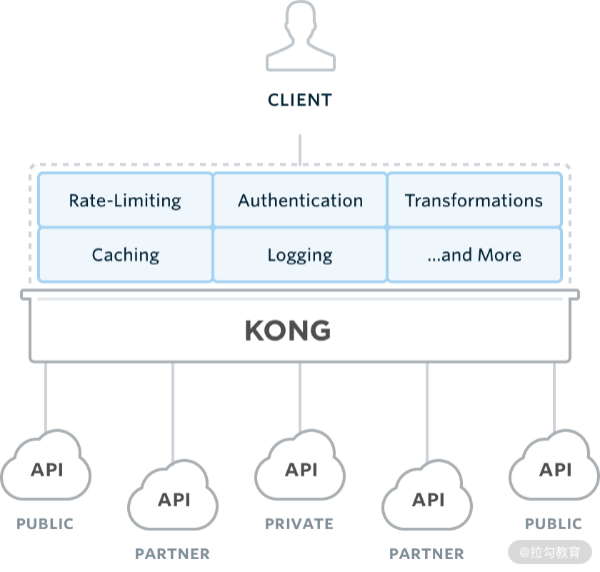 CLIENT
Rate-Limiting Authentication Transformations
Caching Logging ...and More
KONG
API API API API API
PUBLIC PRIVATE PUBLIC
PARTNER PARTNER
@拉勾教育